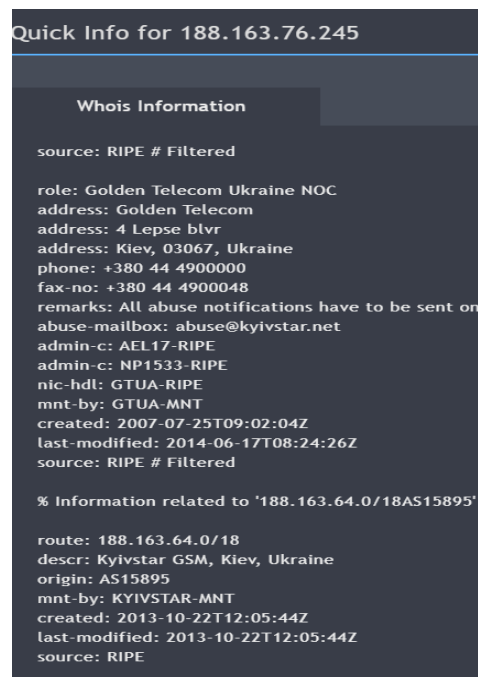 Quick Info for 188.163.76.245
Whois Information
source: RIPE # Filtered
role: Golden Telecom Ukraine NOC
address: Golden Telecom
address: 4 Lepse blvr
address: Kiev, 03067, Ukraine
phone: +380 44 4900000
fax-no: +380 44 4900048
remarks: All abuse notifications have to be sent on
abuse-mailbox: abuse@kyivstar.net
admin-c: AEL17-RIPE
admin-c: NP1533-RIPE
nic-hdl: GTUA-RIPE
mnt-by: GTUA-MNT
created: 2007-07-25T09:02:04Z
last-modified: 2014-06-17T08:24:26Z
source: RIPE # Filtered
% Information related to '188.163.64.0/18AS15895'
route: 188.163.64.0/18
descr: Kyivstar GSM, Kiev, Ukraine
origin: AS15895
mnt-by: KYIVSTAR-MNT
created: 2013-10-22T12:05:44Z
last-modified: 2013-10-22T12:05:44Z
source: RIPE